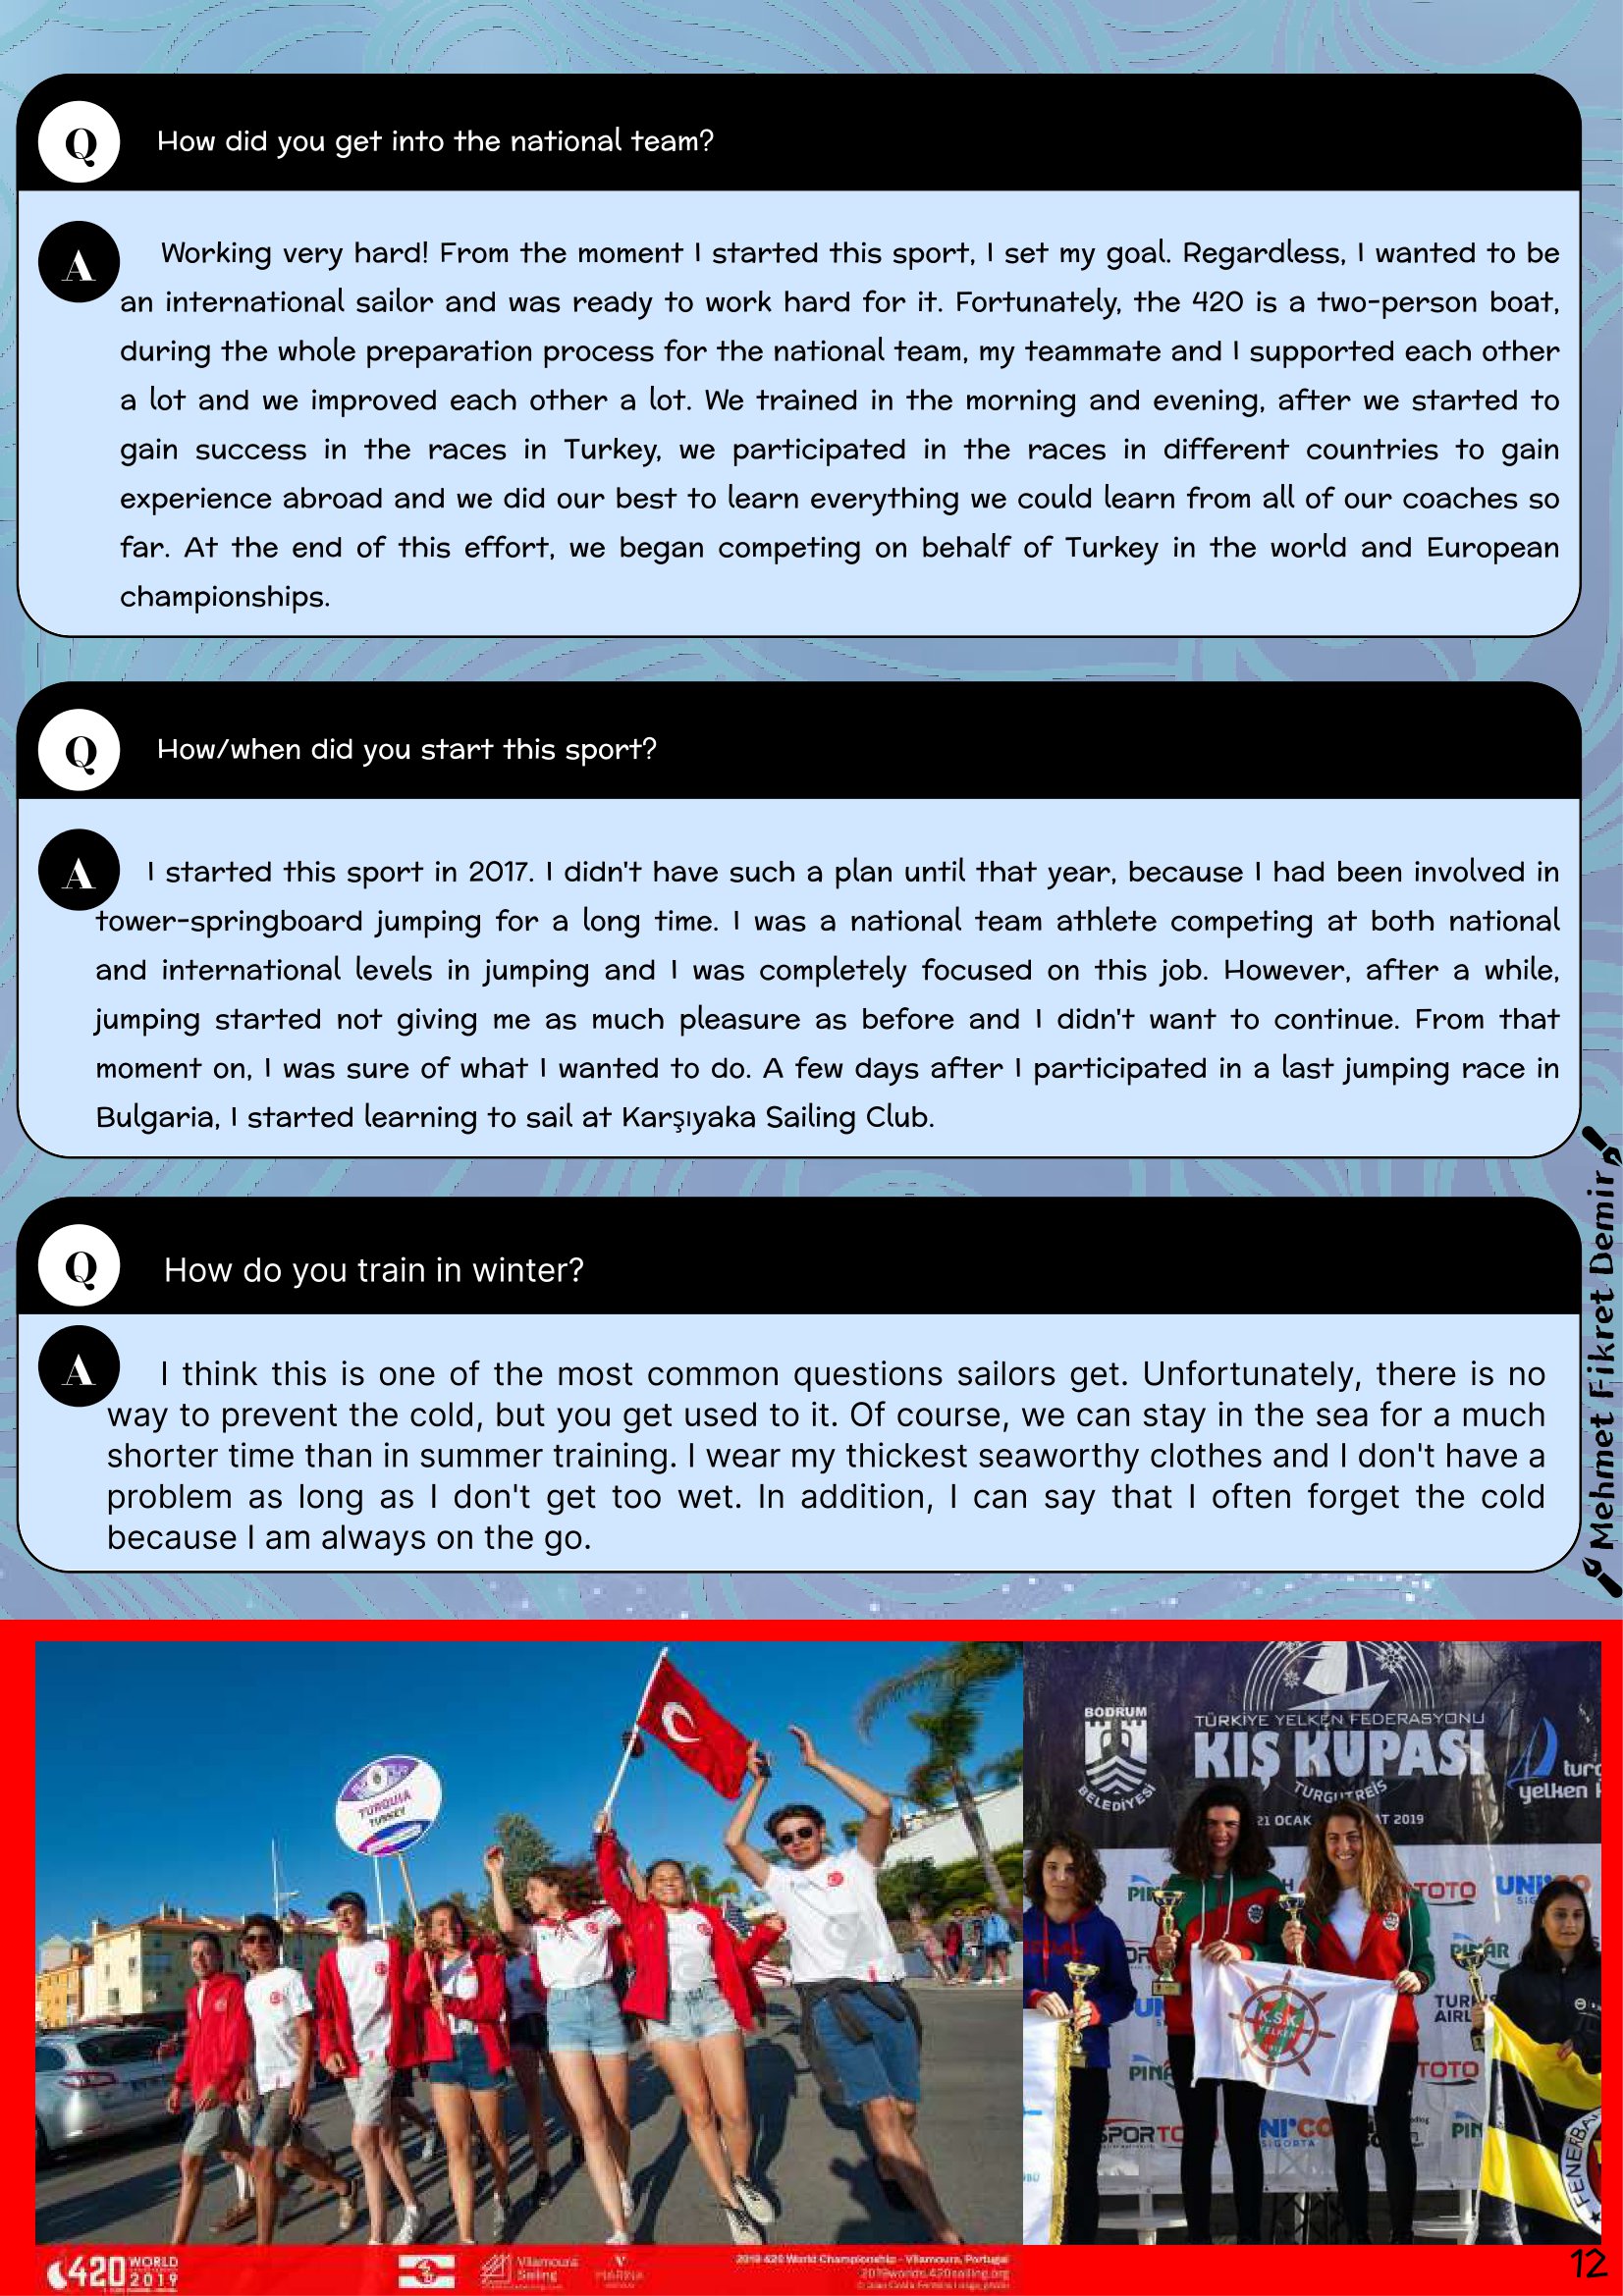 Q
How did you get into the national team?
A
Working very hard! From the moment I started this sport, I set my goal. Regardless, I wanted to be
an international sailor and was ready to work hard for it. Fortunately, the 420 is a two-person boat,
during the whole preparation process for the national team, my teammate and I supported each other
a lot and we improved each other a lot. We trained in the morning and evening, after we started to
gain success in the races in Turkey, we participated in the races in different countries to gain
experience abroad and we did our best to learn everything we could learn from all of our coaches so
far. At the end of this effort, we began competing on behalf of Turkey in the world and European
championships.
Q
How/when did you start this sport?
A
I started this sport in 2017. I didn't have such a plan until that year, because I had been involved in
tower-springboard jumping for a long time. I was a national team athlete competing at both national
and international levels in jumping and I was completely focused on this job. However, after a while,
jumping started not giving me as much pleasure as before and I didn't want to continue. From that
moment on, I was sure of what I wanted to do. A few days after I participated in a last jumping race in
Bulgaria, I started learning to sail at Karşıyaka Sailing Club.
Q
How do you train in winter?
A
I think this is one of the most common questions sailors get. Unfortunately, there is no
way to prevent the cold, but you get used to it. Of course, we can stay in the sea for a much
shorter time than in summer training. I wear my thickest seaworthy clothes and I don't have a
problem as long as I don't get too wet. In addition, I can say that I often forget the cold
because I am always on the go.
Mehmet Fikret Demir
TURQUIA
TURKEY
BODRUM
BELEDİYESİ
TÜRKİYE YELKEN FEDERASYONU
KIŞ KUPASI
TURGUTREİS
21 OCAK
AT 2019
yelken
TOTO
PINAR
TOTO
K.S.K.
YELKEN
SİGORTA
420 WORLD
2019
Vilamoura
Sailing
MARINA
2019 420 World Championship - Vilamoura, Portugal
2019worlds.420sailing.org
12